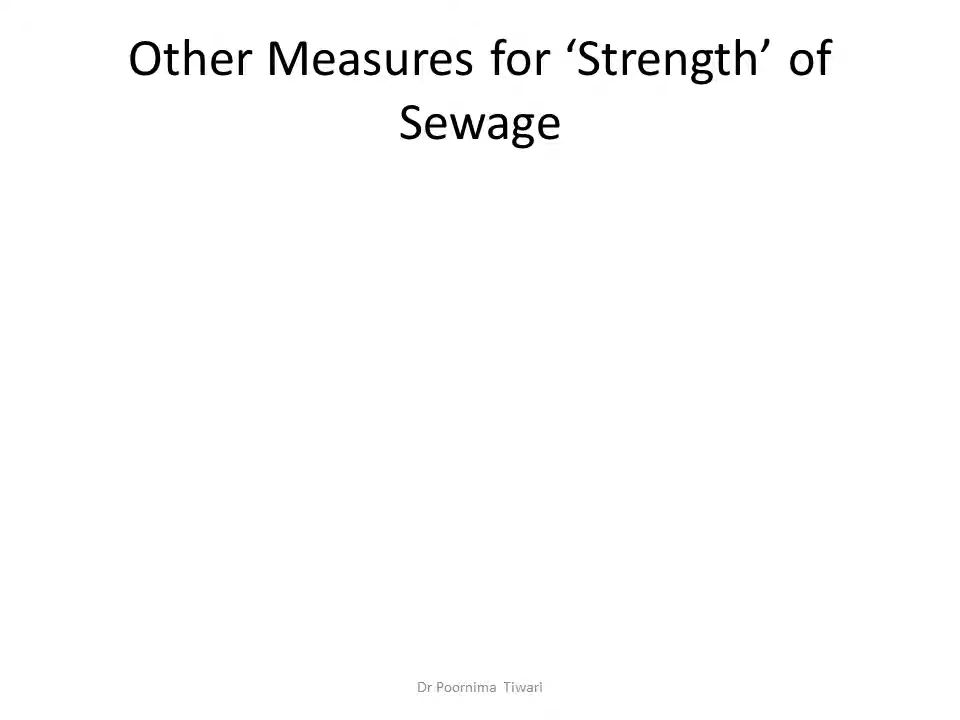 Other Measures for ‘Strength’ of
Sewage
Dr Poornima Tiwari